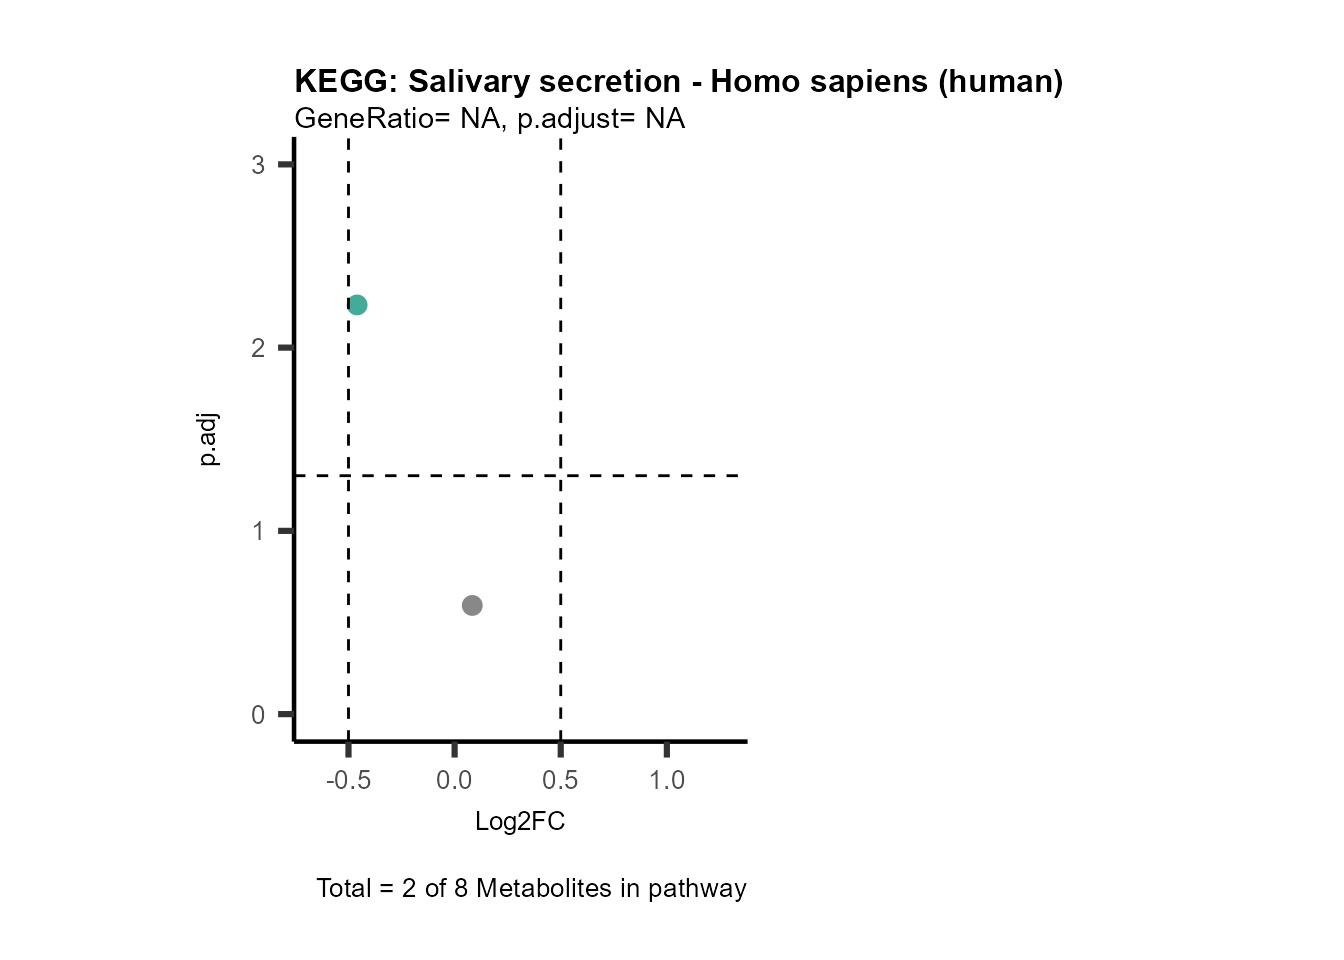 KEGG: Salivary secretion - Homo sapiens (human)
GeneRatio= NA, p.adjust= NA
3
2
1
0
p.adj
-0.5 0.0 0.5 1.0
Log2FC
Total = 2 of 8 Metabolites in pathway